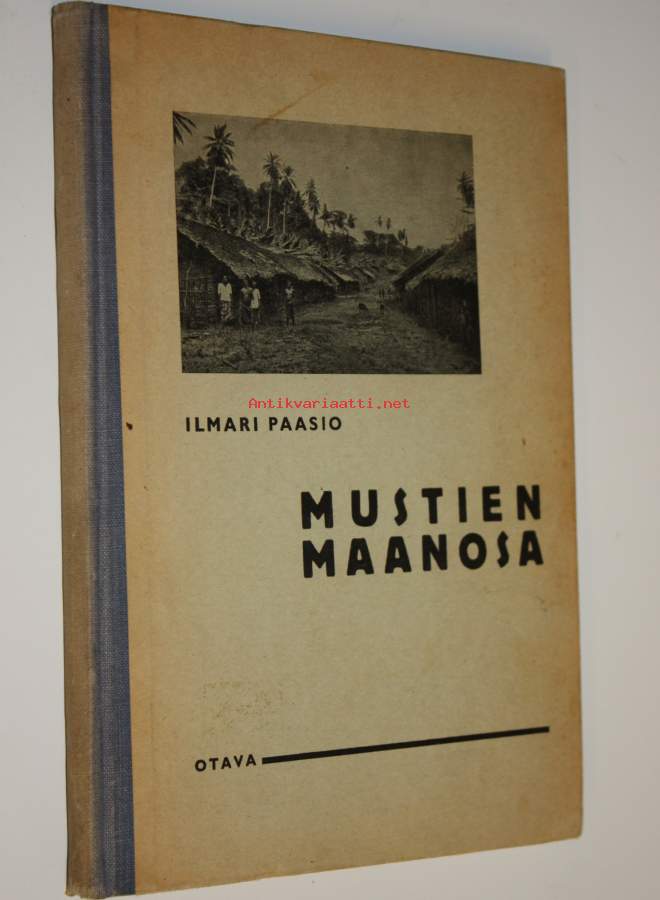 Antikvariaatti.net
ILMARI PAASIO
MUSTIEN
MAANOSA
OTAVA